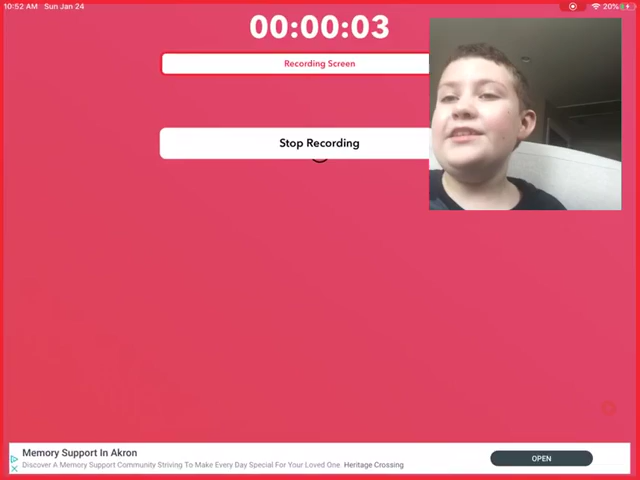 10:52 AM Sun Jan 24
20%
00:00:03
Recording Screen
Stop Recording
Memory Support In Akron
Discover A Memory Support Community Striving To Make Every Day Special For Your Loved One. Heritage Crossing
OPEN